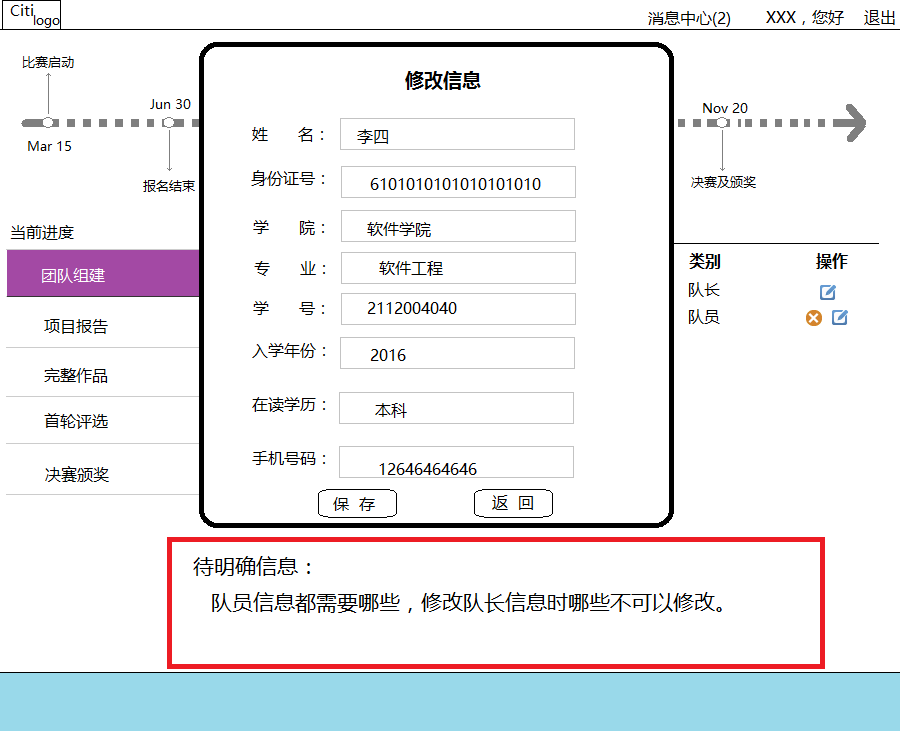 Citi
logo
消息中心(2) XXX，您好 退出
比赛启动
Mar 15
Jun 30
报名结束
Nov 20
决赛及颁奖
当前进度
团队组建
项目报告
完整作品
首轮评选
决赛颁奖
修改信息
姓 名： 李四
身份证号： 6101010101010101010
学 院： 软件学院
专 业： 软件工程
学 号： 2112004040
入学年份： 2016
在读学历： 本科
手机号码： 12646464646
保 存 返 回
类别 操作
队长
队员
待明确信息：
队员信息都需要哪些，修改队长信息时哪些不可以修改。